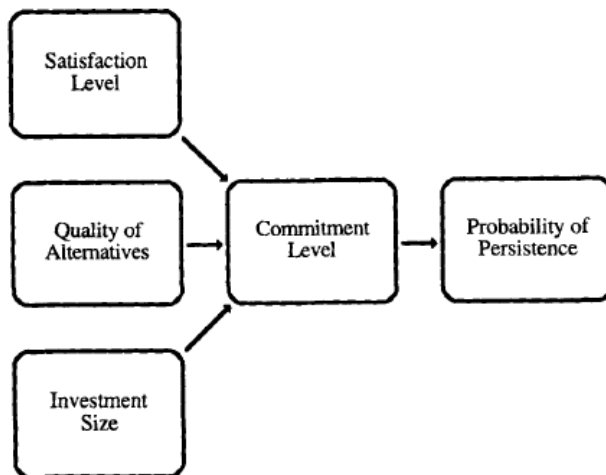 Satisfaction
Level
Quality of
Alternatives
Commitment
Level
Probability of
Persistence
Investment
Size